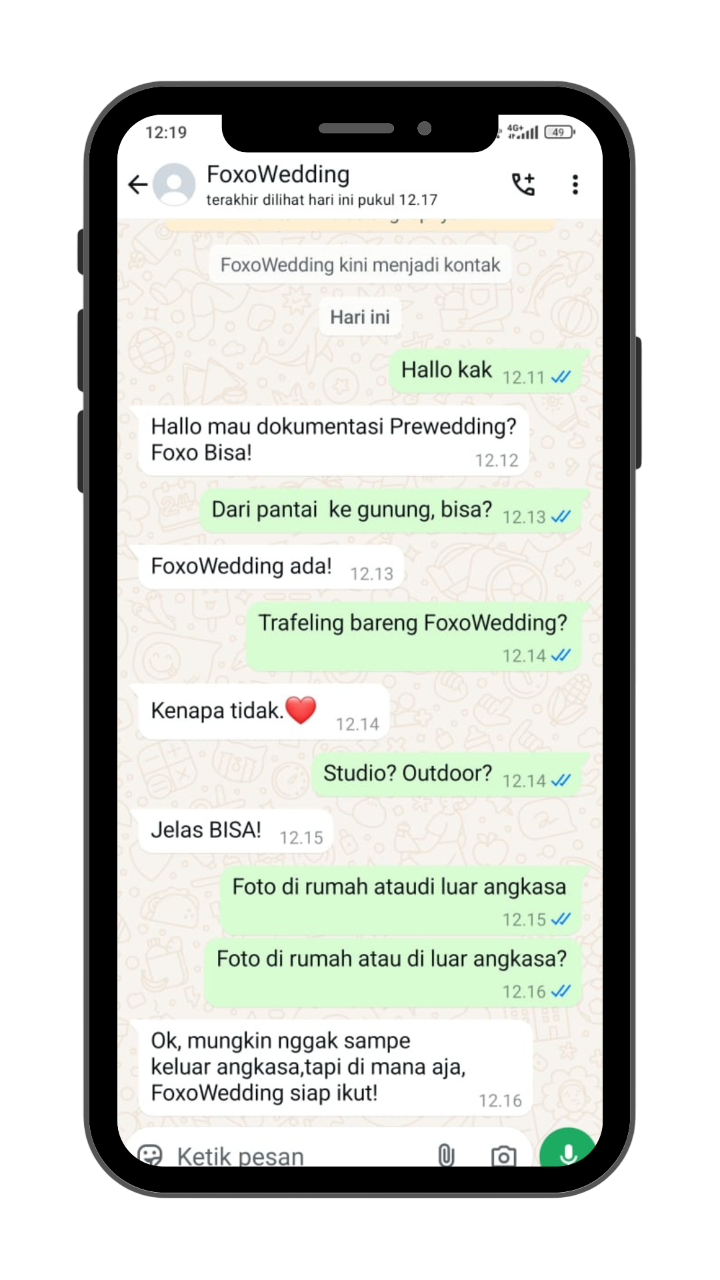 12:19
4G+
49
FoxoWedding
terakhir dilihat hari ini pukul 12.17
FoxoWedding kini menjadi kontak
Hari ini
Hallo kak 12.11
Hallo mau dokumentasi Prewedding?
Foxo Bisa! 12.12
Dari pantai  ke gunung, bisa? 12.13
FoxoWedding ada! 12.13
Trafeling bareng FoxoWedding?
12.14
Kenapa tidak.❤️ 12.14
Studio? Outdoor? 12.14
Jelas BISA! 12.15
Foto di rumah ataudi luar angkasa
12.15
Foto di rumah atau di luar angkasa?
12.16
Ok, mungkin nggak sampe
keluar angkasa,tapi di mana aja,
FoxoWedding siap ikut! 12.16
Ketik pesan